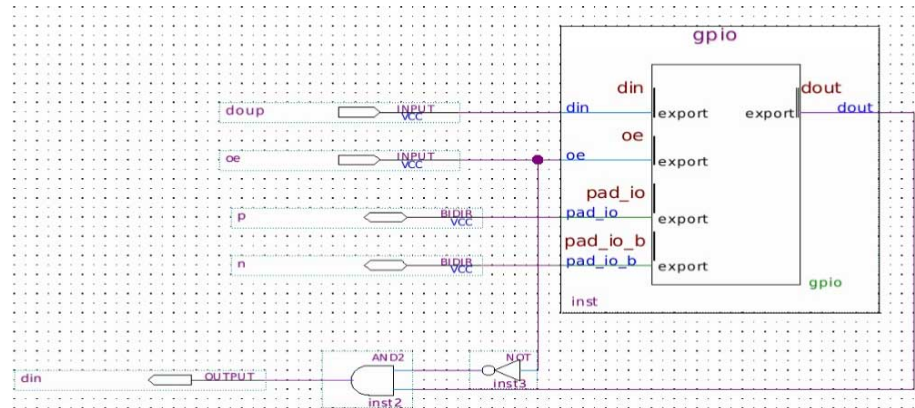 gpio
din
dout
doup
INPUT
VCC
din
export
export
dout
oe
oe
INPUT
VCC
oe
export
pad_io
p
BIDIR
VCC
pad_io
export
pad_io_b
n
BIDIR
VCC
pad_io_b
export
gpio
inst
AND2
NOT
din
OUTPUT
inst3
inst2